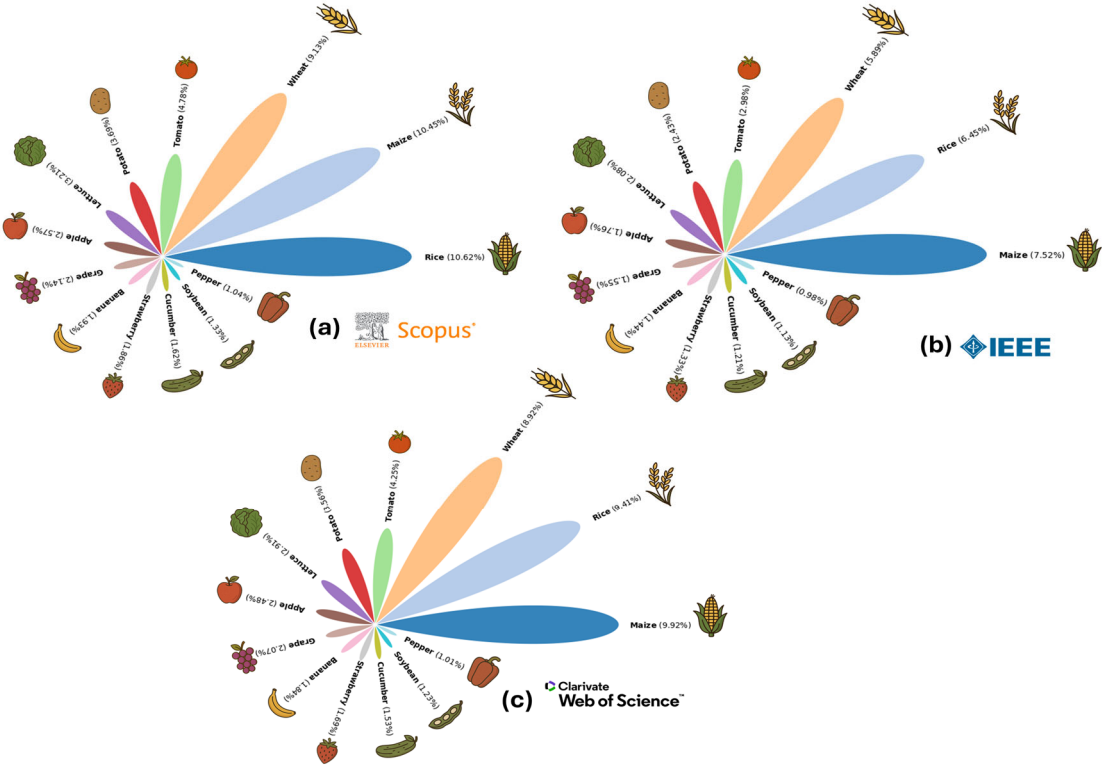 Wheat (9.13%)
Maize (10.45%)
Rice (10.62%)
Tomato (4.78%)
Potato (3.69%)
Lettuce (3.21%)
Apple (2.57%)
Grape (2.14%)
Banana (1.93%)
Strawberry (1.86%)
Cucumber (1.62%)
Soybean (1.33%)
Pepper (1.04%)
(a)
ELSEVIER
Scopus®
Wheat (5.89%)
Rice (6.45%)
Maize (7.52%)
Tomato (2.98%)
Potato (2.43%)
Lettuce (2.08%)
Apple (1.76%)
Grape (1.55%)
Banana (1.44%)
Strawberry (1.33%)
Cucumber (1.21%)
Soybean (1.13%)
Pepper (0.98%)
(b)
IEEE
Wheat (8.92%)
Rice (9.41%)
Maize (9.92%)
Tomato (4.25%)
Potato (3.56%)
Lettuce (2.91%)
Apple (2.48%)
Grape (2.07%)
Banana (1.84%)
Strawberry (1.69%)
Cucumber (1.53%)
Soybean (1.23%)
Pepper (1.01%)
(c)
Clarivate
Web of Science™